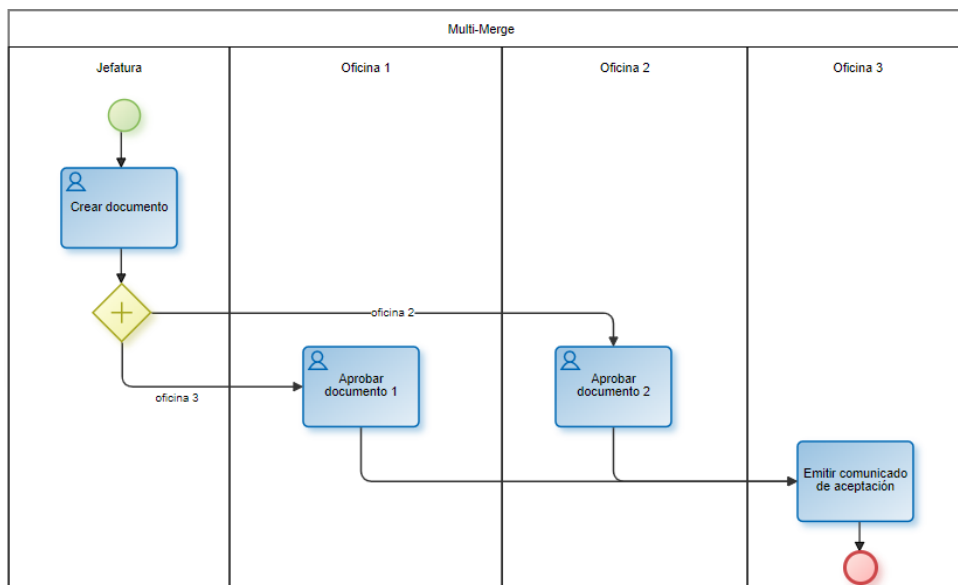 Multi-Merge
Jefatura
Oficina 1
Oficina 2
Oficina 3
Crear documento
oficina 2
oficina 3
Aprobar
documento 1
Aprobar
documento 2
Emitir comunicado
de aceptación